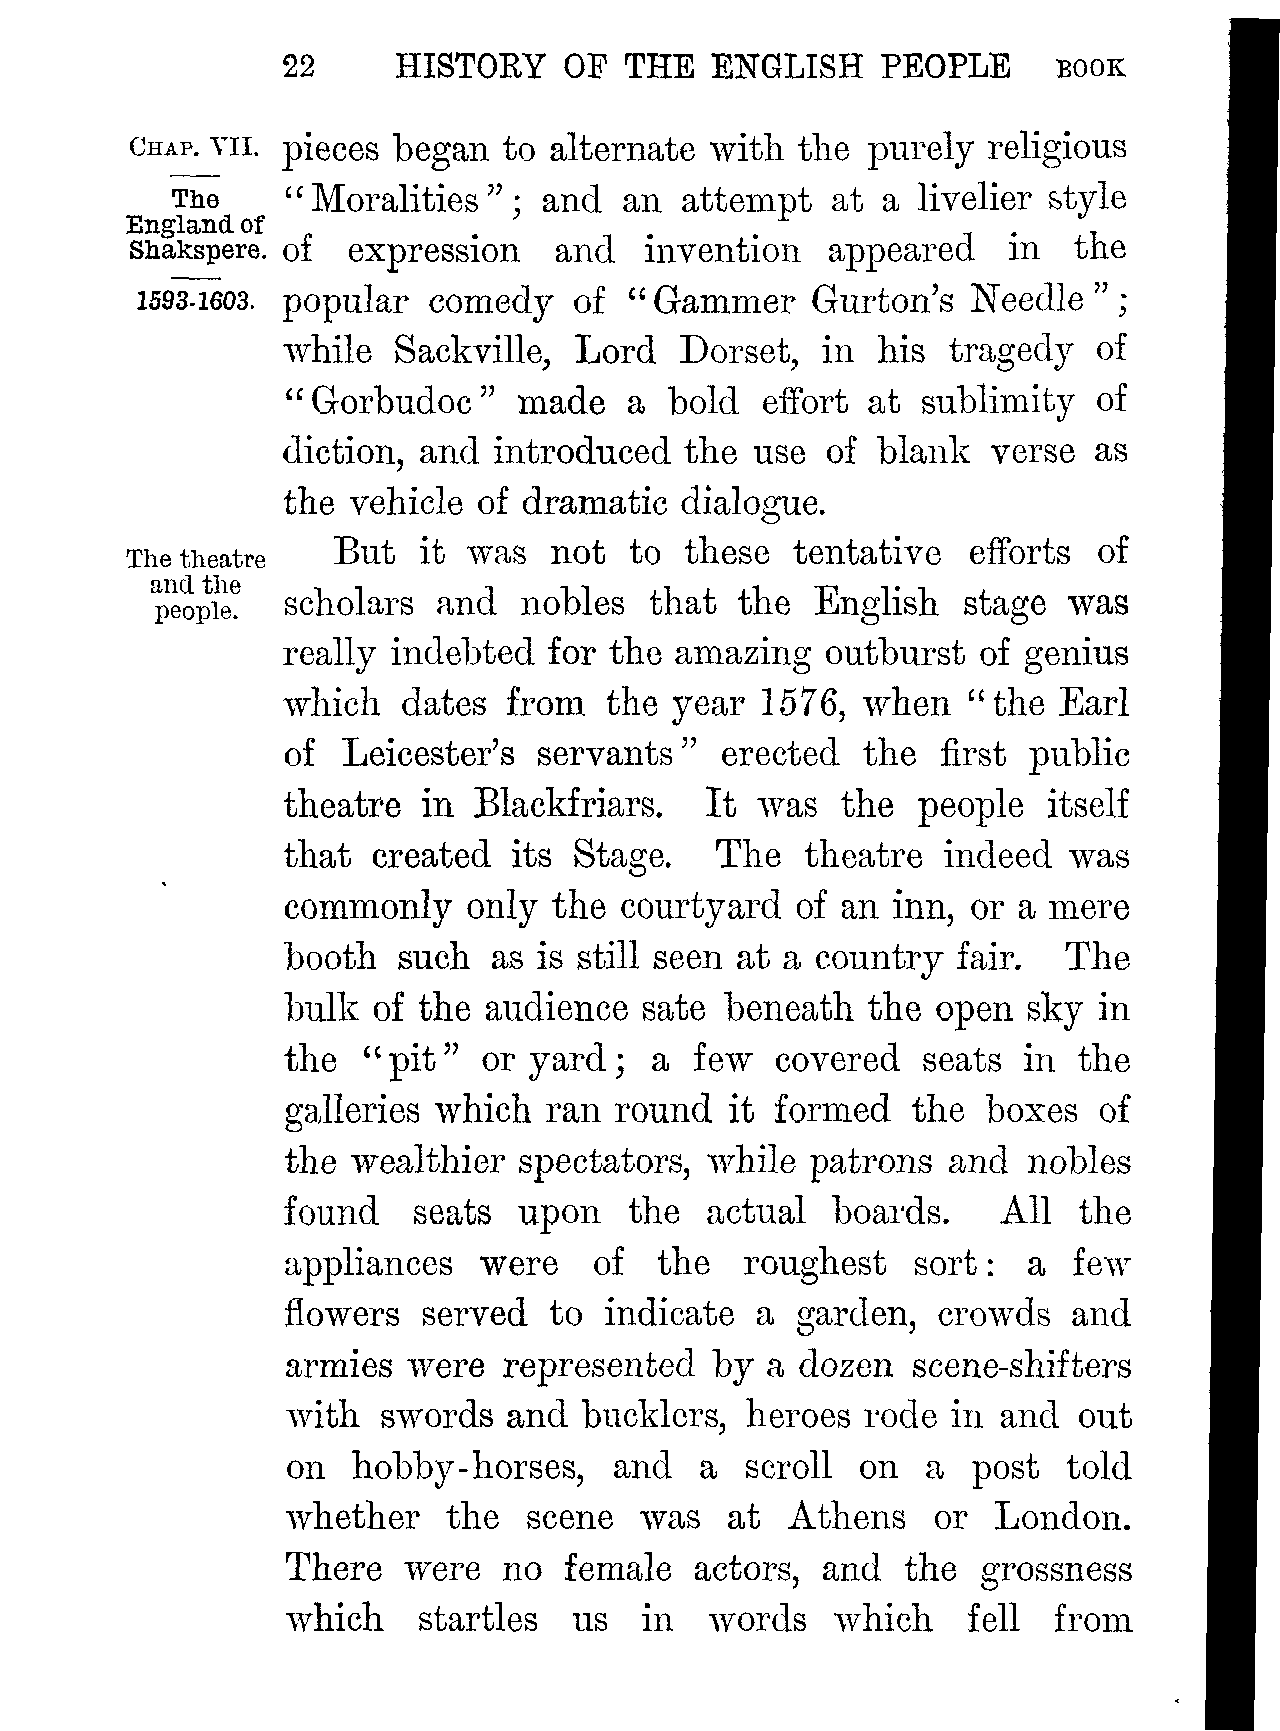 22 HISTORY OF THE ENGLISH PEOPLE BOOK
CHAP. VII.
The
England of
Shakspere.
1593-1603.
pieces began to alternate with the purely religious
“Moralities”; and an attempt at a livelier style
of expression and invention appeared in the
popular comedy of “Gammer Gurton’s Needle”;
while Sackville, Lord Dorset, in his tragedy of
“Gorbudoc” made a bold effort at sublimity of
diction, and introduced the use of blank verse as
the vehicle of dramatic dialogue.
The theatre
and the
people.
But it was not to these tentative efforts of
scholars and nobles that the English stage was
really indebted for the amazing outburst of genius
which dates from the year 1576, when “the Earl
of Leicester’s servants” erected the first public
theatre in Blackfriars. It was the people itself
that created its Stage. The theatre indeed was
commonly only the courtyard of an inn, or a mere
booth such as is still seen at a country fair. The
bulk of the audience sate beneath the open sky in
the “pit” or yard; a few covered seats in the
galleries which ran round it formed the boxes of
the wealthier spectators, while patrons and nobles
found seats upon the actual boards. All the
appliances were of the roughest sort: a few
flowers served to indicate a garden, crowds and
armies were represented by a dozen scene-shifters
with swords and bucklers, heroes rode in and out
on hobby-horses, and a scroll on a post told
whether the scene was at Athens or London.
There were no female actors, and the grossness
which startles us in words which fell from